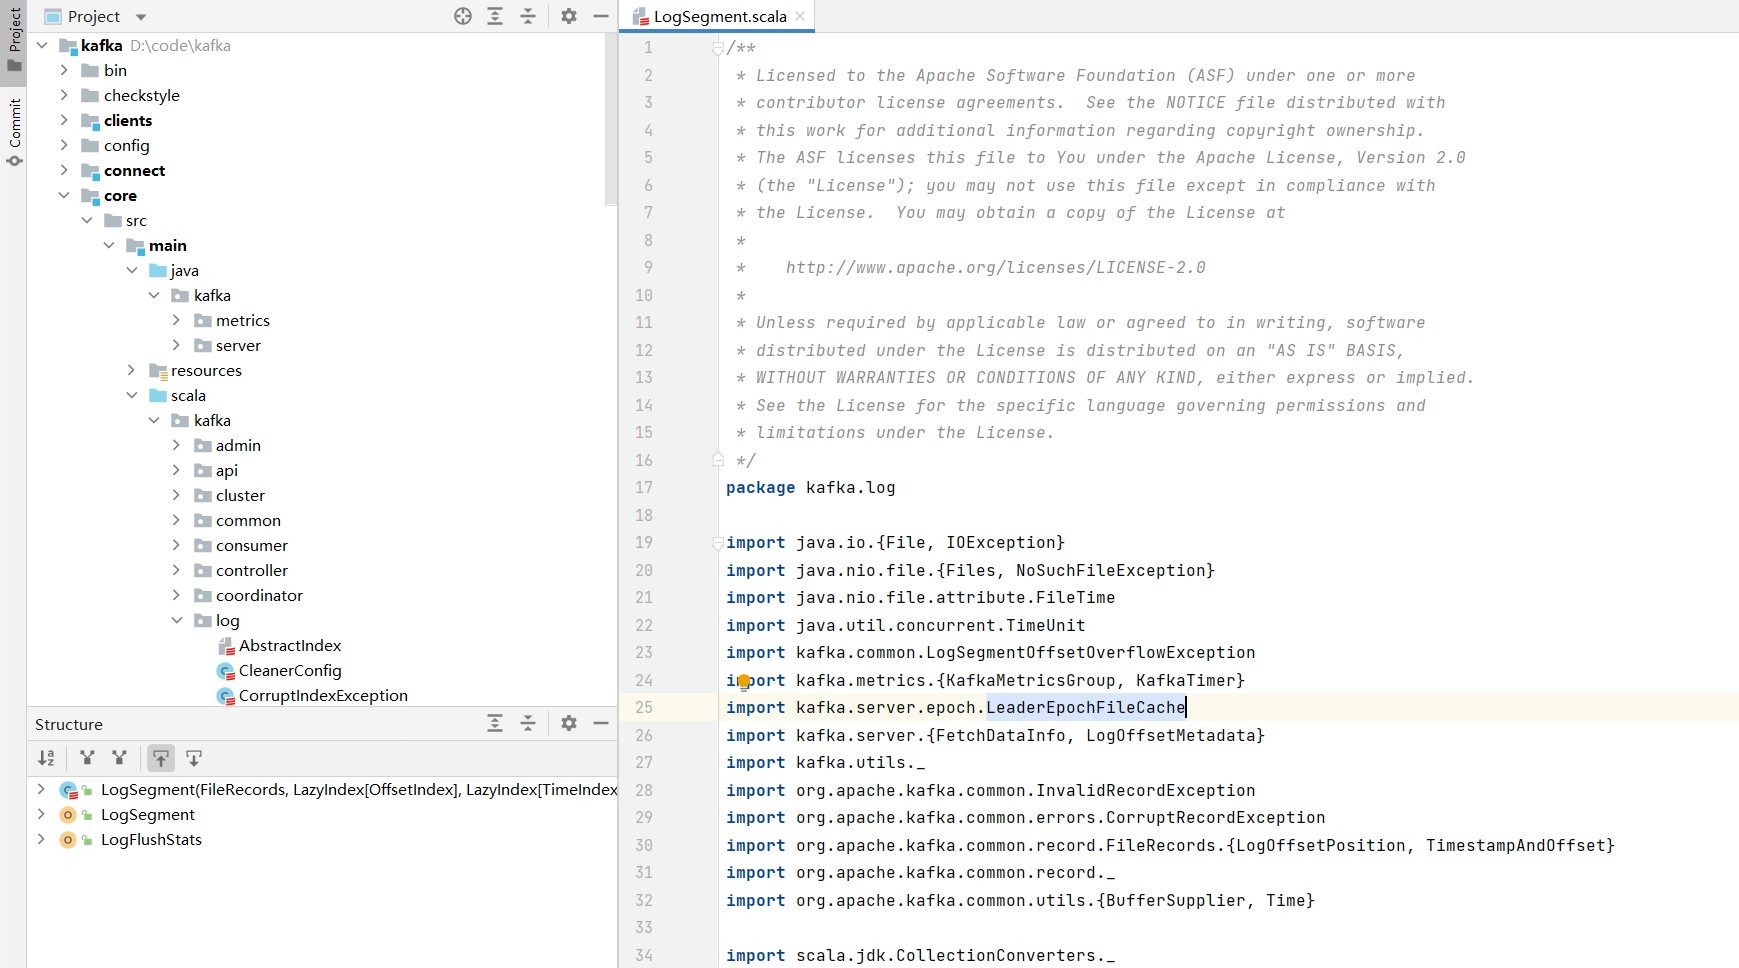 Project
Commit
Project
kafka D:\code\kafka
bin
checkstyle
clients
config
connect
core
src
main
java
kafka
metrics
server
resources
scala
kafka
admin
api
cluster
common
consumer
controller
coordinator
log
AbstractIndex
CleanerConfig
CorruptIndexException
Structure
LogSegment(FileRecords, LazyIndex[OffsetIndex], LazyIndex[TimeIndex
LogSegment
LogFlushStats
LogSegment.scala
1 /**
2 * Licensed to the Apache Software Foundation (ASF) under one or more
3 * contributor license agreements.  See the NOTICE file distributed with
4 * this work for additional information regarding copyright ownership.
5 * The ASF licenses this file to You under the Apache License, Version 2.0
6 * (the "License"); you may not use this file except in compliance with
7 * the License.  You may obtain a copy of the License at
8 *
9 *    http://www.apache.org/licenses/LICENSE-2.0
10 *
11 * Unless required by applicable law or agreed to in writing, software
12 * distributed under the License is distributed on an "AS IS" BASIS,
13 * WITHOUT WARRANTIES OR CONDITIONS OF ANY KIND, either express or implied.
14 * See the License for the specific language governing permissions and
15 * limitations under the License.
16 */
17 package kafka.log
18
19 import java.io.{File, IOException}
20 import java.nio.file.{Files, NoSuchFileException}
21 import java.nio.file.attribute.FileTime
22 import java.util.concurrent.TimeUnit
23 import kafka.common.LogSegmentOffsetOverflowException
24 import kafka.metrics.{KafkaMetricsGroup, KafkaTimer}
25 import kafka.server.epoch.LeaderEpochFileCache
26 import kafka.server.{FetchDataInfo, LogOffsetMetadata}
27 import kafka.utils._
28 import org.apache.kafka.common.InvalidRecordException
29 import org.apache.kafka.common.errors.CorruptRecordException
30 import org.apache.kafka.common.record.FileRecords.{LogOffsetPosition, TimestampAndOffset}
31 import org.apache.kafka.common.record._
32 import org.apache.kafka.common.utils.{BufferSupplier, Time}
33
34 import scala.jdk.CollectionConverters._